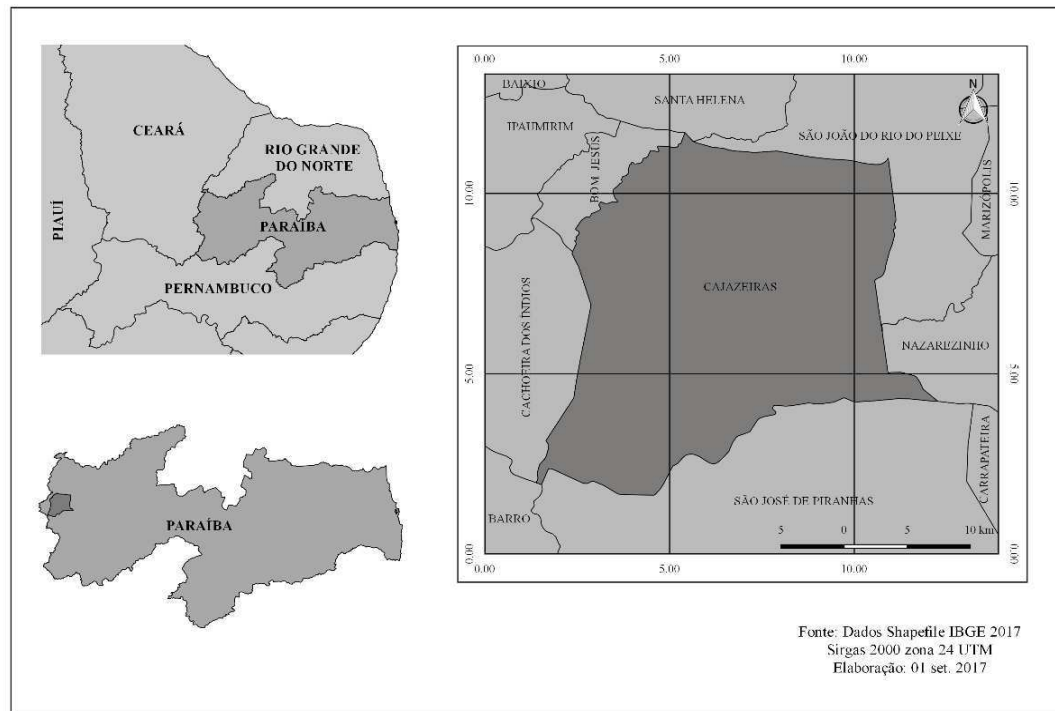 CEARÁ
RIO GRANDE
DO NORTE
PIAUÍ
PARAÍBA
PERNAMBUCO
PARAÍBA
0.00 5.00 10.00
BAIXIO
SANTA HELENA
N
IPAUMIRIM
SÃO JOÃO DO RIO DO PEIXE
BOM JESUS
MARIZÓPOLIS
10.00
10.00
CAJAZEIRAS
CACHOEIRA DOS ÍNDIOS
NAZAREZINHO
5.00
5.00
CARRAPATEIRA
SÃO JOSÉ DE PIRANHAS
BARRO
5 0 5 10 km
0.00
0.00
0.00 5.00 10.00
Fonte: Dados Shapefile IBGE 2017
Sirgas 2000 zona 24 UTM
Elaboração: 01 set. 2017